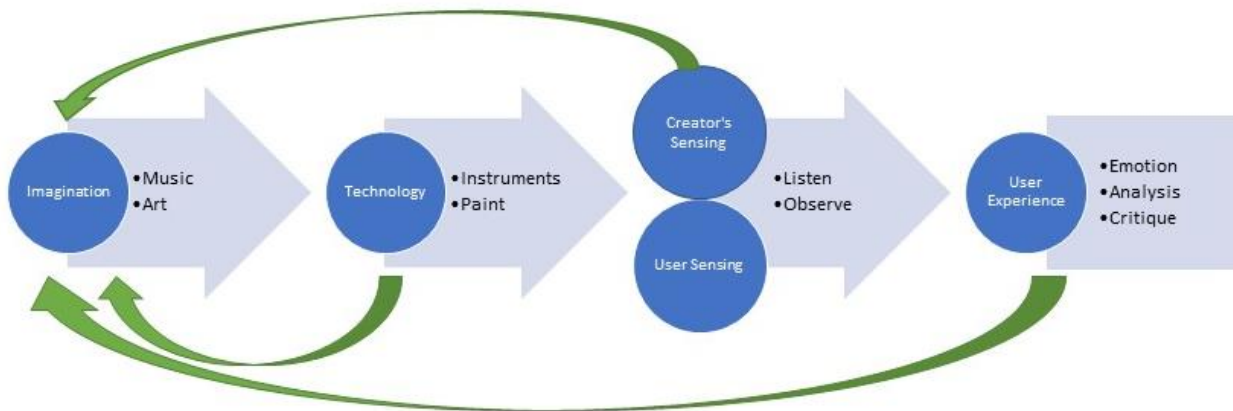 Imagination
•Music
•Art
Technology
•Instruments
•Paint
Creator's
Sensing
User Sensing
•Listen
•Observe
User
Experience
•Emotion
•Analysis
•Critique